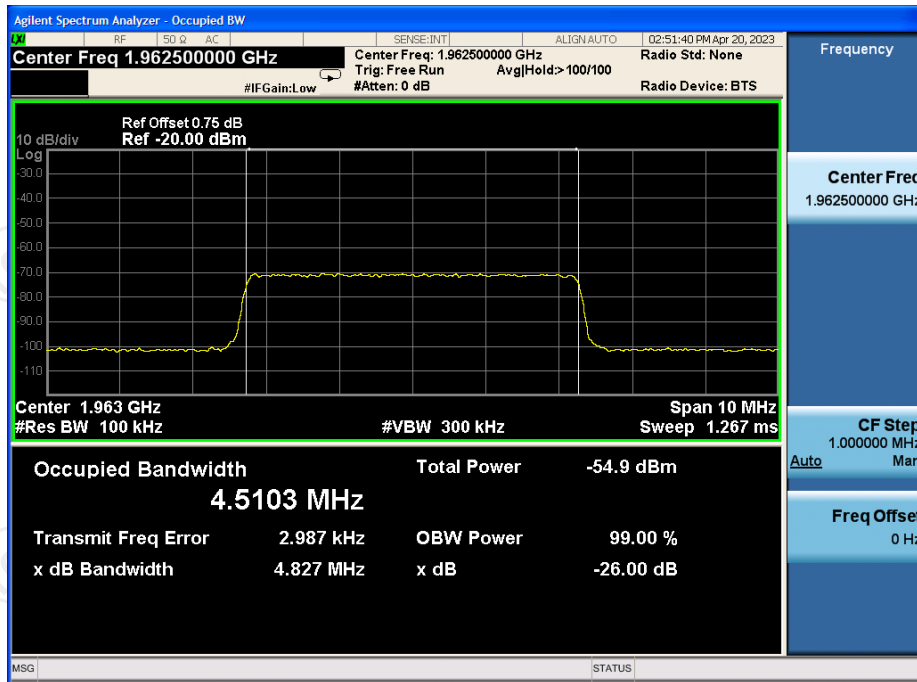 Agilent Spectrum Analyzer - Occupied BW
LXI RF 50 Ω AC SENSE:INT ALIGN AUTO 02:51:40 PM Apr 20, 2023
Center Freq 1.962500000 GHz
Center Freq: 1.962500000 GHz
Radio Std: None
Trig: Free Run Avg|Hold:> 100/100
#IFGain:Low
#Atten: 0 dB
Radio Device: BTS
Ref Offset 0.75 dB
10 dB/div Ref -20.00 dBm
Log
-30.0
-40.0
-50.0
-60.0
-70.0
-80.0
-90.0
-100
-110
Center 1.963 GHz Span 10 MHz
#Res BW 100 kHz #VBW 300 kHz Sweep 1.267 ms
Occupied Bandwidth Total Power -54.9 dBm
4.5103 MHz
Transmit Freq Error 2.987 kHz OBW Power 99.00 %
x dB Bandwidth 4.827 MHz x dB -26.00 dB
MSG STATUS
Frequency
Center Freq
1.962500000 GHz
CF Step
1.000000 MHz
Auto Man
Freq Offset
0 Hz